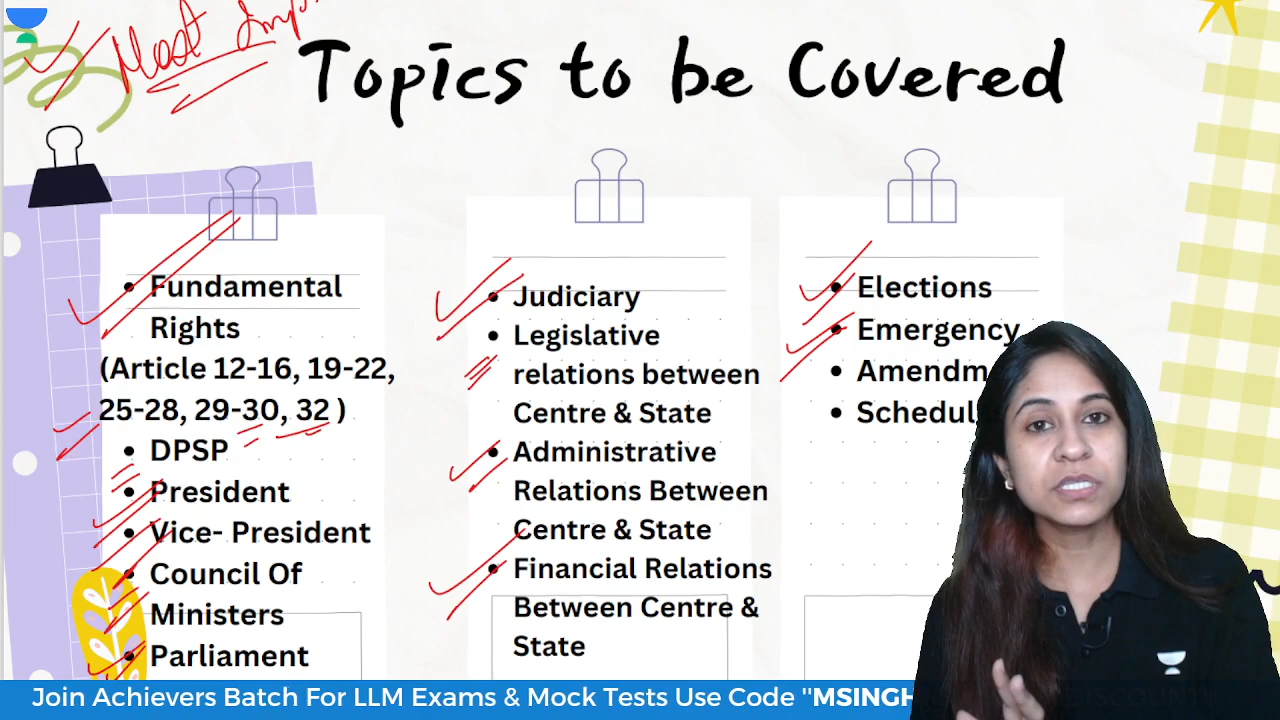 Most
Topics to be Covered
• Fundamental
Rights
(Article 12-16, 19-22,
25-28, 29-30, 32 )
• DPSP
• President
• Vice- President
• Council Of
Ministers
• Parliament
• Judiciary
• Legislative
relations between
Centre & State
• Administrative
Relations Between
Centre & State
• Financial Relations
Between Centre &
State
• Elections
• Emergency
•
•
Join Achievers Batch For LLM Exams & Mock Tests Use Code "MSINGH